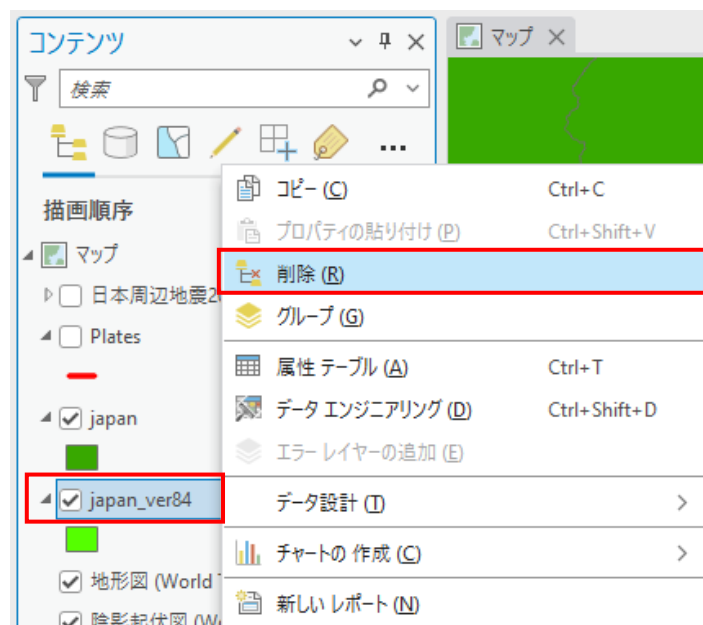 コンテンツ
マップ
検索
描画順序
マップ
日本周辺地震2
Plates
japan
japan_ver84
地形図 (World
陰影起伏図 (W
コピー (C) Ctrl+C
プロパティの貼り付け (P) Ctrl+Shift+V
削除 (R)
グループ (G)
属性 テーブル (A) Ctrl+T
データ エンジニアリング (D) Ctrl+Shift+D
エラー レイヤーの追加 (E)
データ設計 (T)
チャートの 作成 (C)
新しい レポート (N)